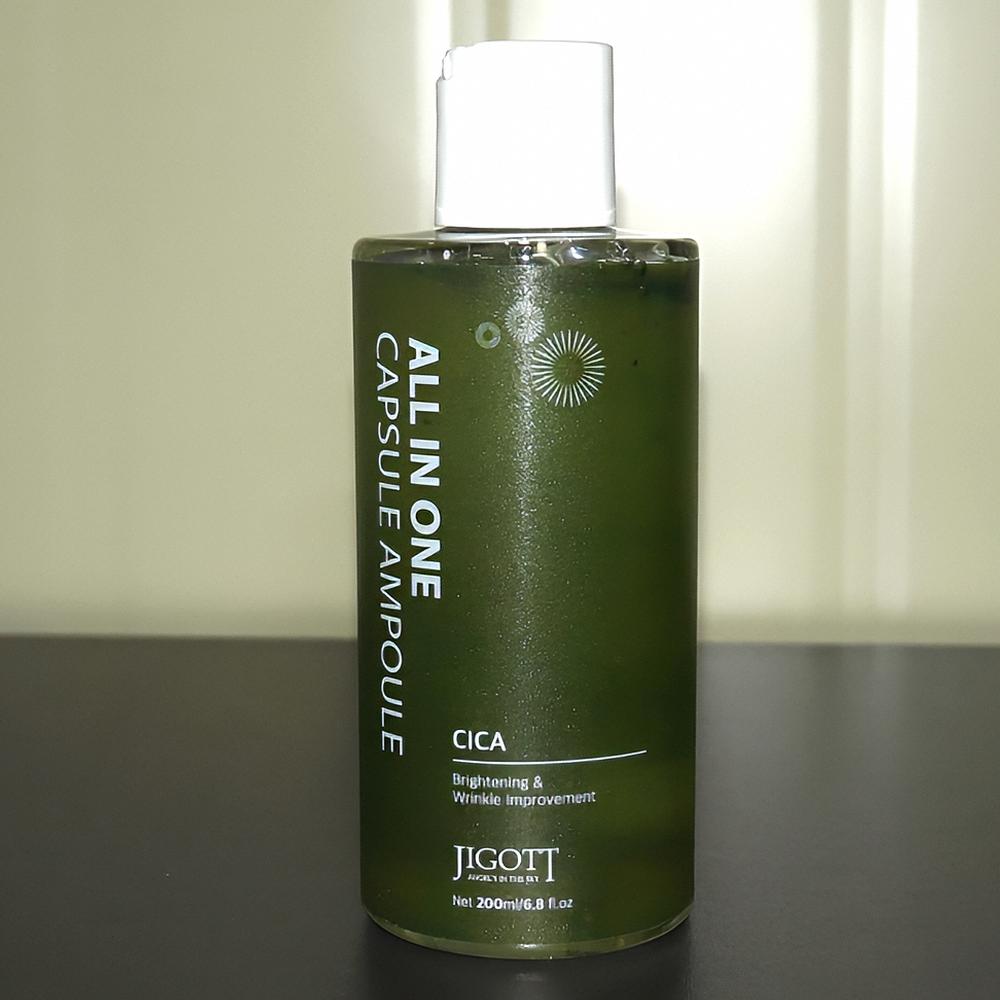 ALL IN ONE
CAPSULE AMPOULE
CICA
Brightening &
Wrinkle Improvement
JIGOTT
Net 200ml/6.8 fl.oz